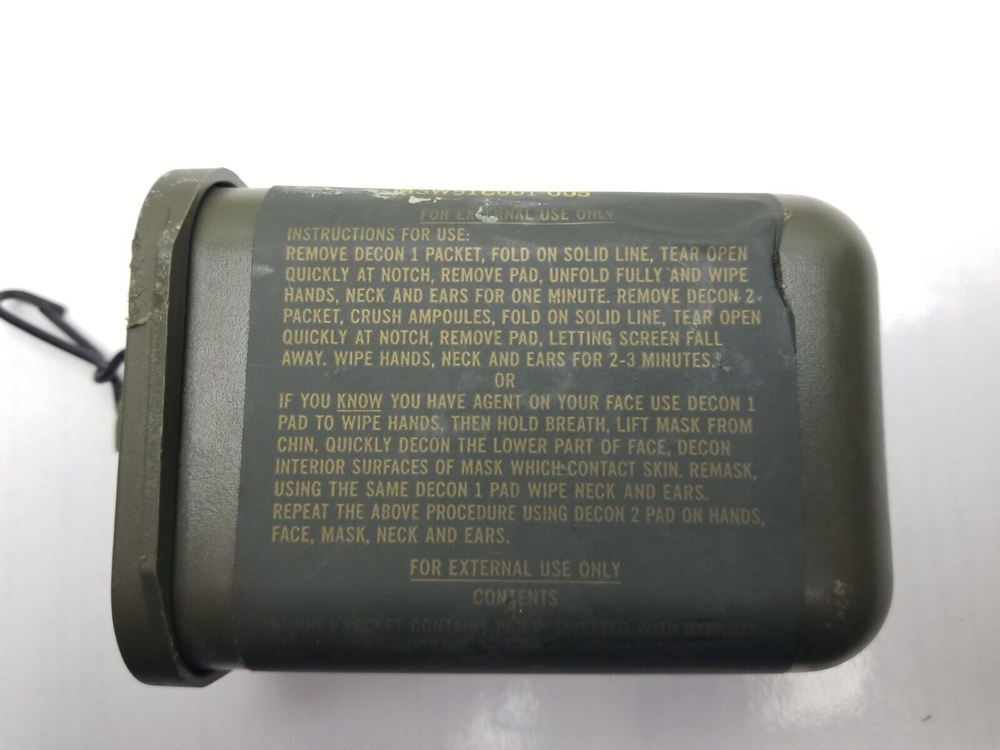 FOR EXTERNAL USE ONLY
INSTRUCTIONS FOR USE:
REMOVE DECON 1 PACKET, FOLD ON SOLID LINE, TEAR OPEN
QUICKLY AT NOTCH, REMOVE PAD, UNFOLD FULLY AND WIPE
HANDS, NECK AND EARS FOR ONE MINUTE. REMOVE DECON 2
PACKET, CRUSH AMPOULES, FOLD ON SOLID LINE, TEAR OPEN
QUICKLY AT NOTCH, REMOVE PAD, LETTING SCREEN FALL
AWAY. WIPE HANDS, NECK AND EARS FOR 2-3 MINUTES.
OR
IF YOU KNOW YOU HAVE AGENT ON YOUR FACE USE DECON 1
PAD TO WIPE HANDS, THEN HOLD BREATH, LIFT MASK FROM
CHIN, QUICKLY DECON THE LOWER PART OF FACE, DECON
INTERIOR SURFACES OF MASK WHICH CONTACT SKIN. REMASK,
USING THE SAME DECON 1 PAD WIPE NECK AND EARS.
REPEAT THE ABOVE PROCEDURE USING DECON 2 PAD ON HANDS,
FACE, MASK, NECK AND EARS.
FOR EXTERNAL USE ONLY
CONTENTS
DECON 1 PACKET CONTAINS PAD PREWETTED WITH